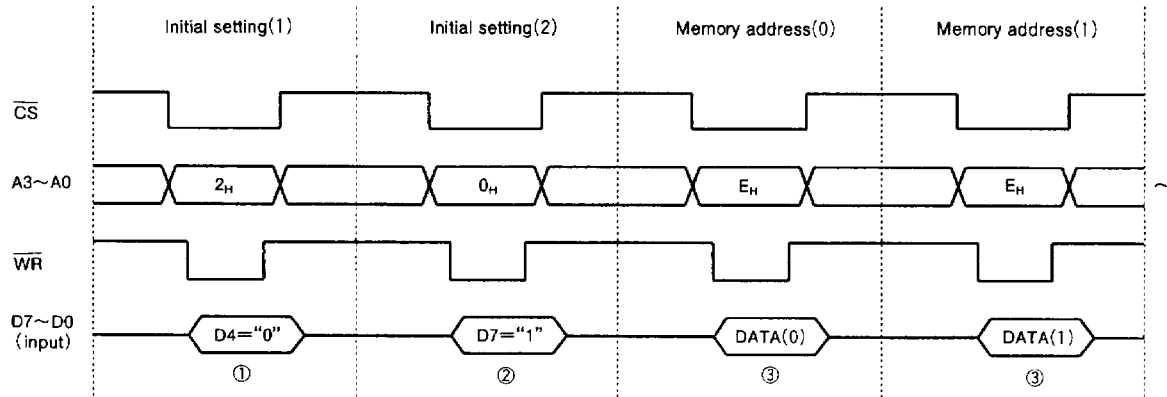 Initial setting(1) Initial setting(2) Memory address(0) Memory address(1)
CS
A3～A0 2H 0H EH EH ～
WR
D7～D0 D4＝“0” D7＝“1” DATA(0) DATA(1)
(input)
① ② ③ ③